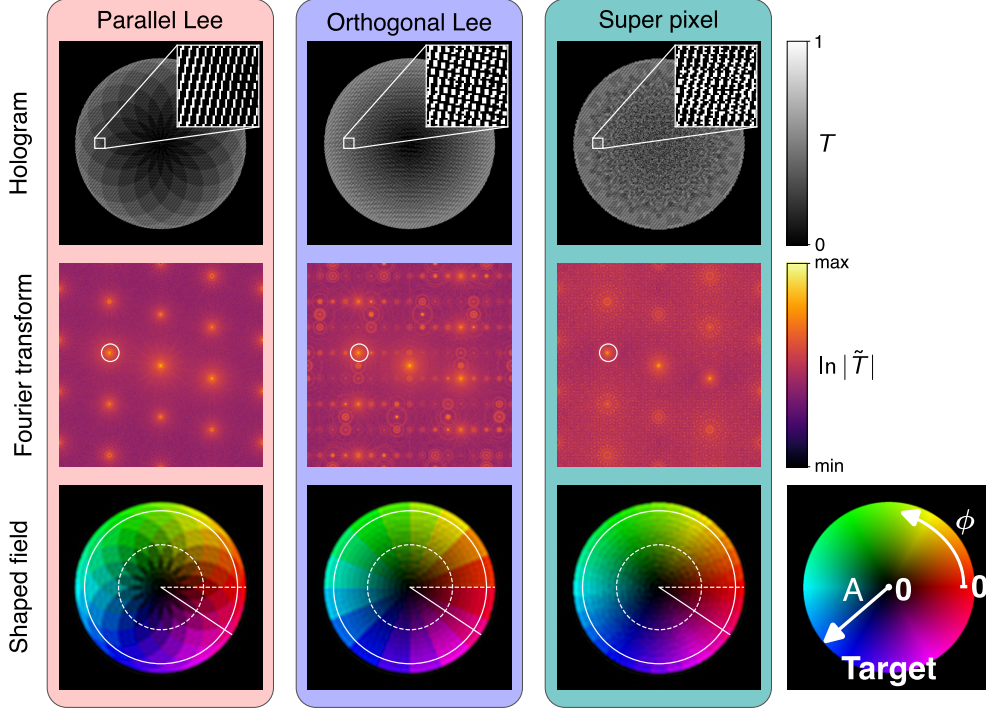 Parallel Lee
Orthogonal Lee
Super pixel
Hologram
1
T
0
Fourier transform
max
ln |T̃|
min
Shaped field
ϕ
A
0
0
Target